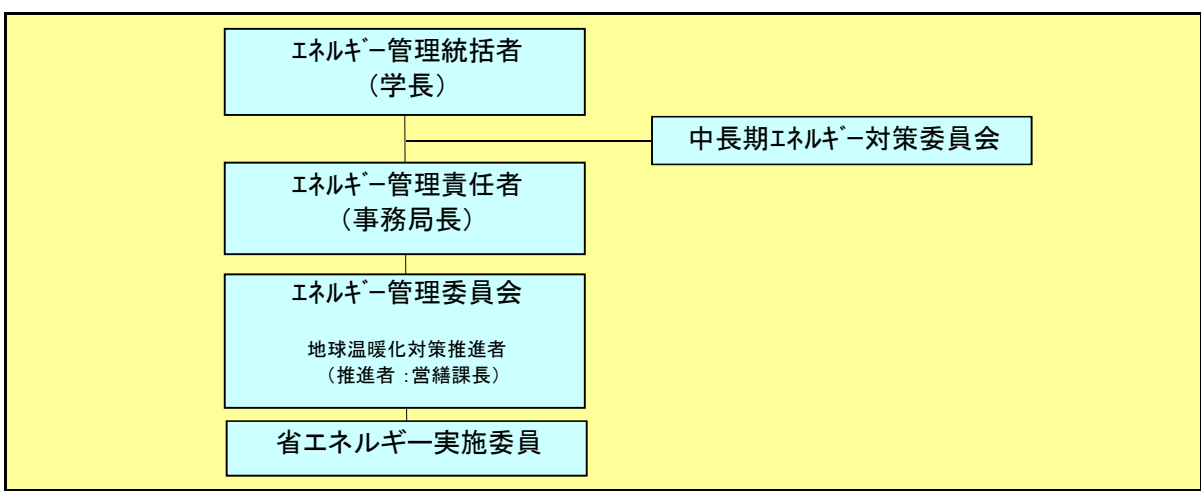 ｴﾈﾙｷﾞｰ管理統括者
（学長）
中長期ｴﾈﾙｷﾞｰ対策委員会
ｴﾈﾙｷﾞｰ管理責任者
（事務局長）
ｴﾈﾙｷﾞｰ管理委員会
地球温暖化対策推進者
（推進者：営繕課長）
省エネルギー実施委員